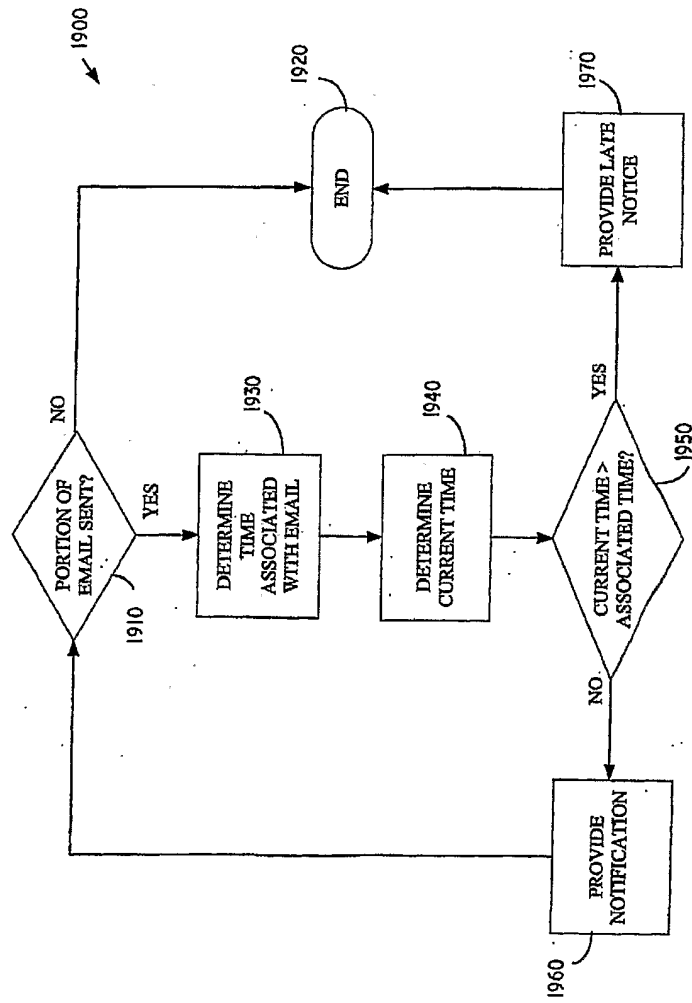 1900
PORTION OF
EMAIL SENT?
1910
NO
YES
1920
END
DETERMINE
TIME
ASSOCIATED
WITH EMAIL
1930
DETERMINE
CURRENT TIME
1940
CURRENT TIME >
ASSOCIATED TIME?
1950
NO
YES
PROVIDE
NOTIFICATION
1960
PROVIDE LATE
NOTICE
1970